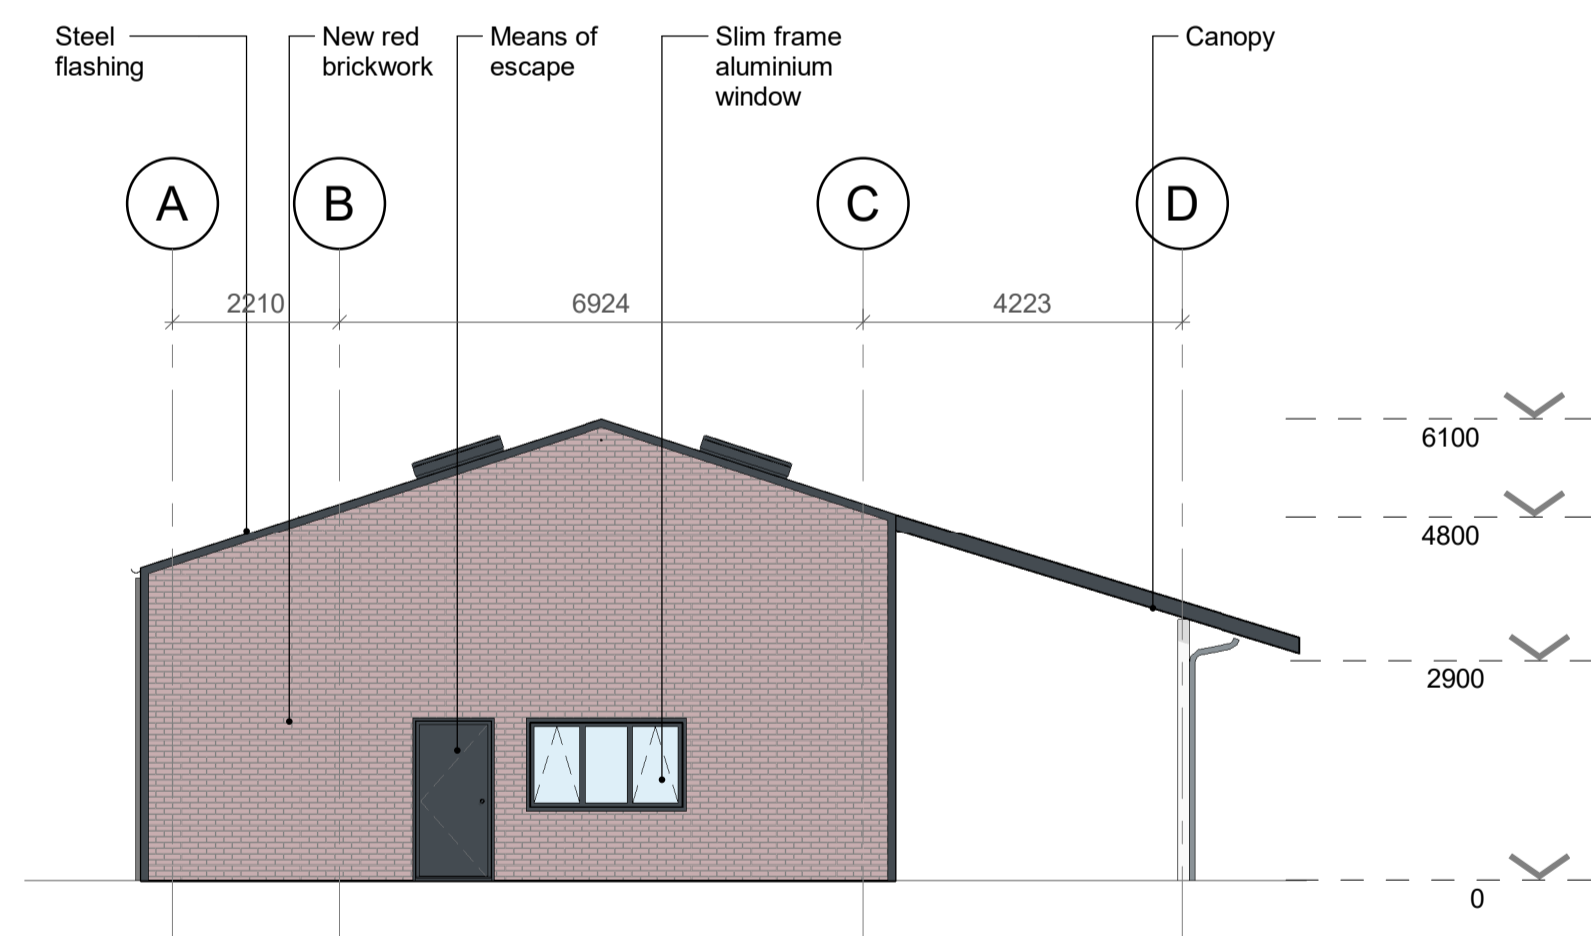 Steel
flashing
New red
brickwork
Means of
escape
Slim frame
aluminium
window
Canopy
A
B
C
D
2210
6924
4223
6100
4800
2900
0